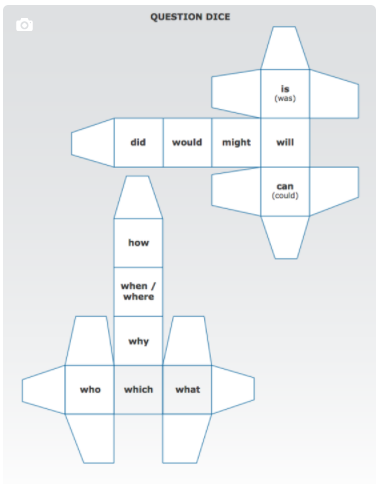 QUESTION DICE
is
(was)
did would might will
can
(could)
how
when /
where
why
who which what